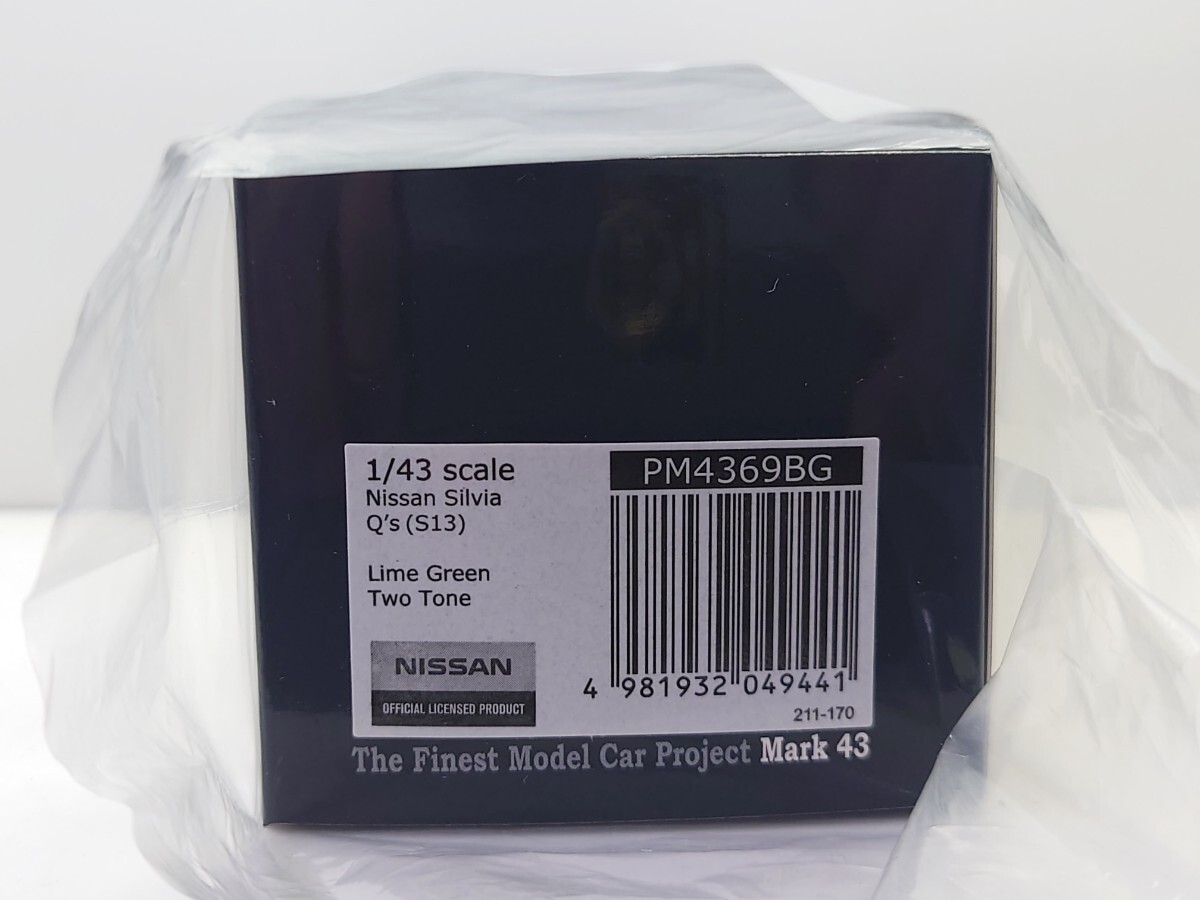 1/43 scale
Nissan Silvia
Q's (S13)
Lime Green
Two Tone
NISSAN
OFFICIAL LICENSED PRODUCT
PM4369BG
4 981932 049441
211-170
The Finest Model Car Project Mark 43